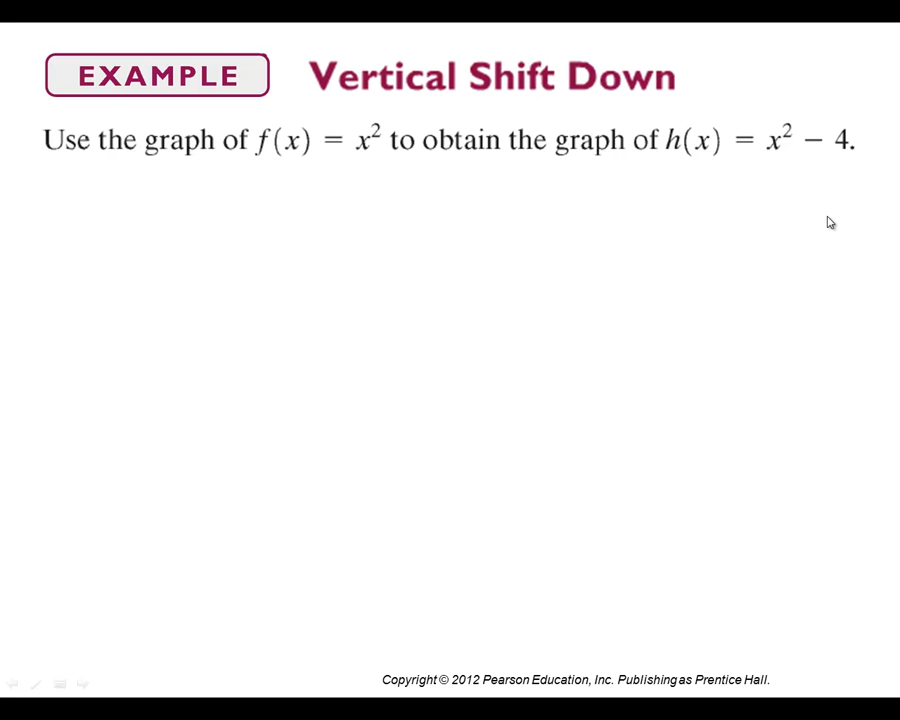 EXAMPLE Vertical Shift Down
Use the graph of f(x) = x² to obtain the graph of h(x) = x² − 4.
Copyright © 2012 Pearson Education, Inc. Publishing as Prentice Hall.